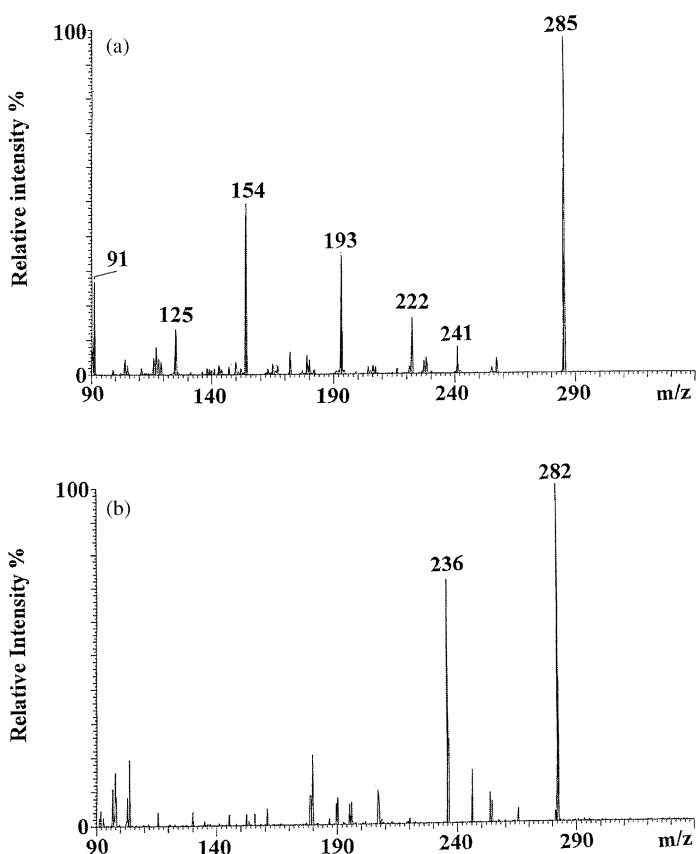 Relative intensity %
100
(a)
285
154
193
91
222
125
241
0
90 140 190 240 290 m/z
Relative Intensity %
100
(b)
282
236
0
90 140 190 240 290 m/z